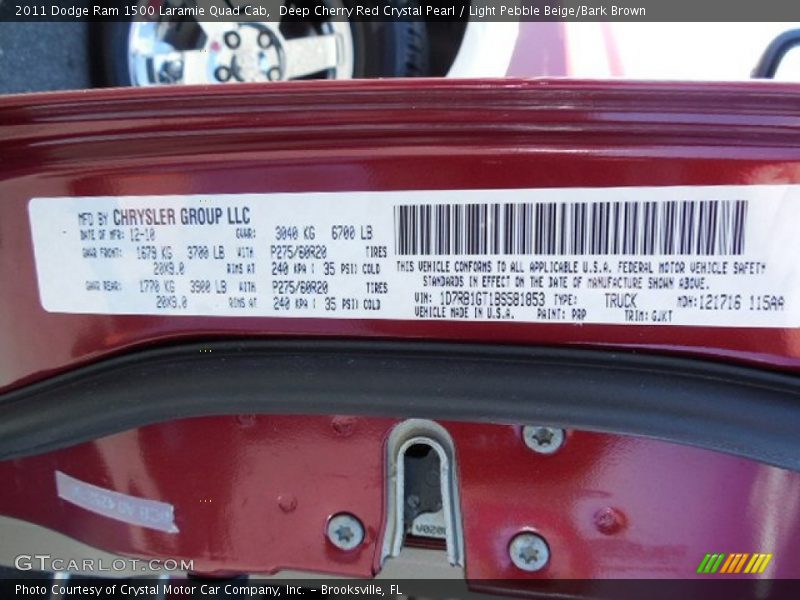 2011 Dodge Ram 1500 Laramie Quad Cab, Deep Cherry Red Crystal Pearl / Light Pebble Beige/Bark Brown
MFD BY CHRYSLER GROUP LLC
DATE OF MFR: 12-10 GVWR: 3040 KG 6700 LB
GAWR FRONT: 1679 KG 3700 LB WITH P275/60R20 TIRES
20X9.0 RIMS AT 240 KPA ( 35 PSI) COLD
GAWR REAR: 1770 KG 3900 LB WITH P275/60R20 TIRES
20X9.0 RIMS AT 240 KPA ( 35 PSI) COLD
THIS VEHICLE CONFORMS TO ALL APPLICABLE U.S.A. FEDERAL MOTOR VEHICLE SAFETY
STANDARDS IN EFFECT ON THE DATE OF MANUFACTURE SHOWN ABOVE.
VIN: 1D7RB1GT1BS581853 TYPE: TRUCK MDH: 121716 115AA
VEHICLE MADE IN U.S.A. PAINT: PRP TRIM: GJKT
GTCARLOT.COM
Photo Courtesy of Crystal Motor Car Company, Inc. – Brooksville, FL